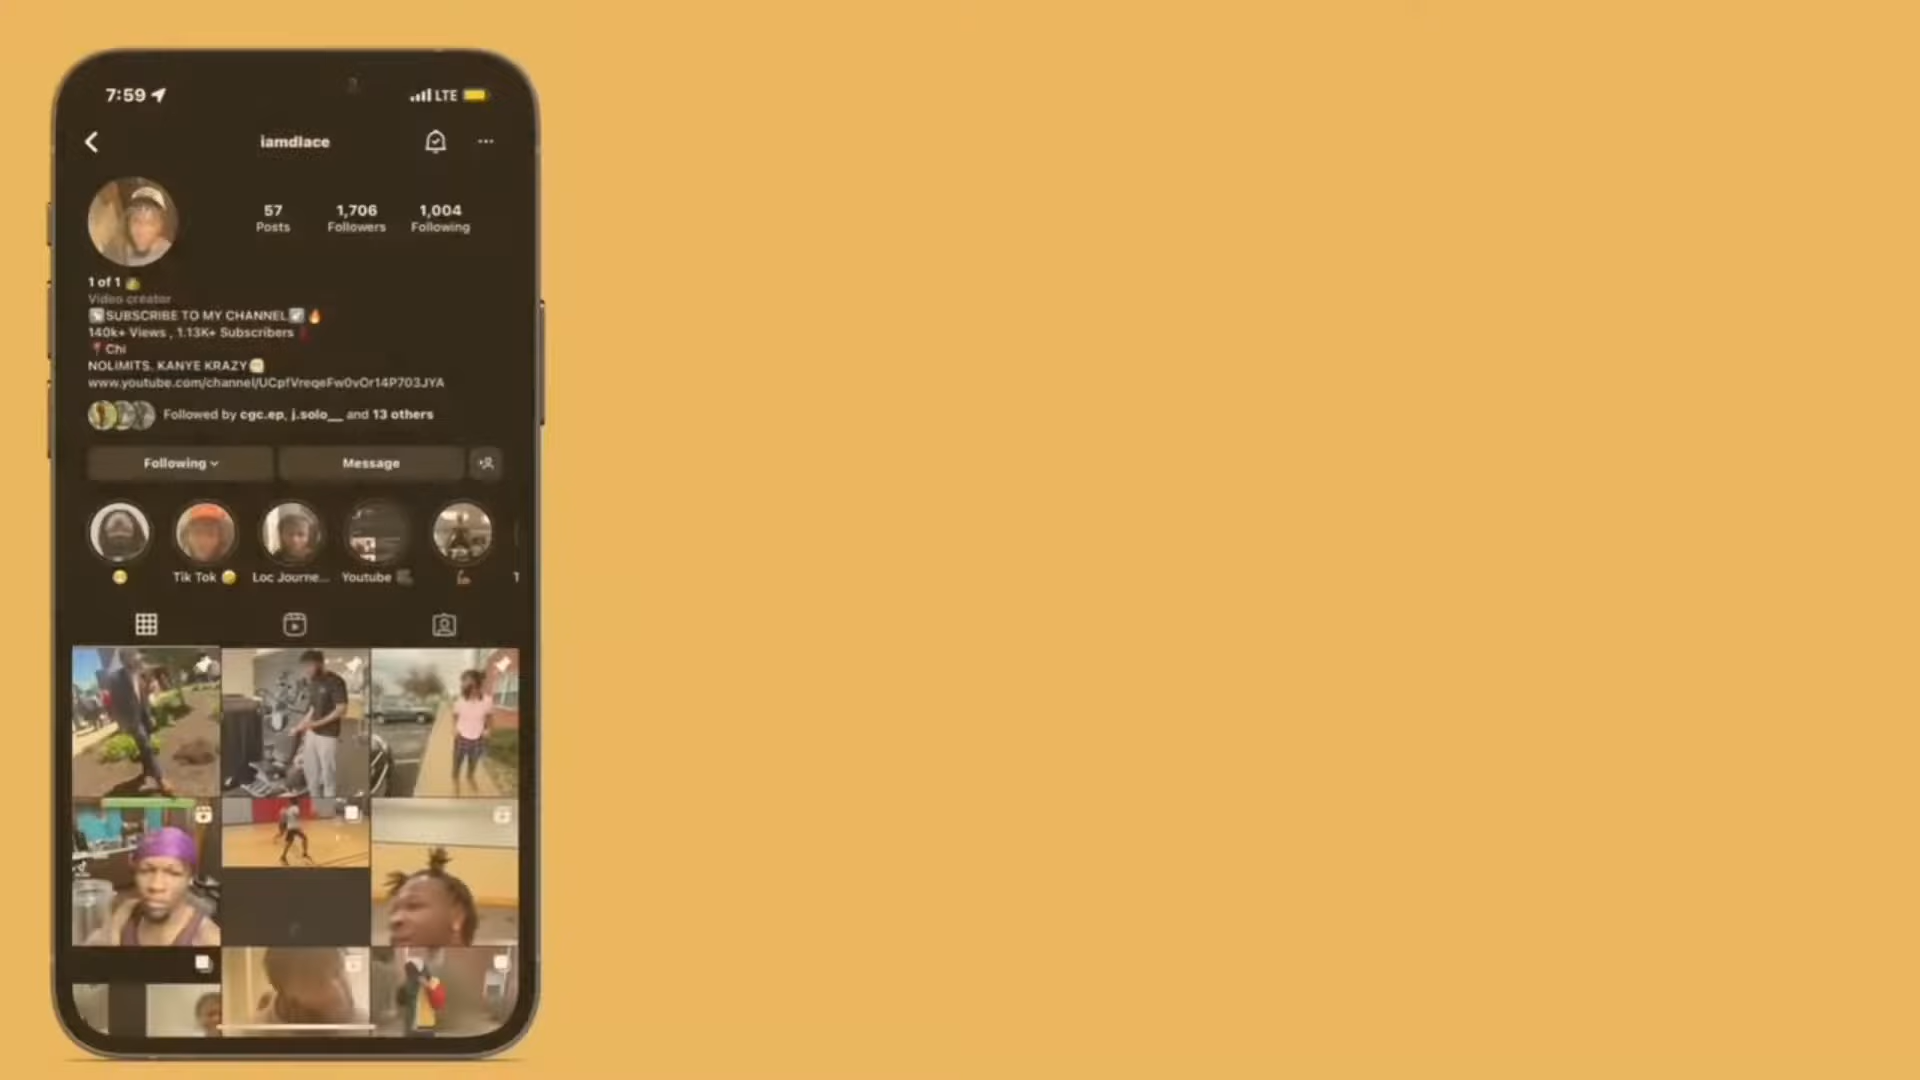 7:59
LTE
iamdlace
57
Posts
1,706
Followers
1,004
Following
1 of 1
Video creator
SUBSCRIBE TO MY CHANNEL
140k+ Views , 1.13K+ Subscribers
Chi
NOLIMITS. KANYE KRAZY
www.youtube.com/channel/UCpfVreqeFw0vOr14P703JYA
Followed by cgc.ep, j.solo__ and 13 others
Following
Message
Tik Tok
Loc Journe...
Youtube
T